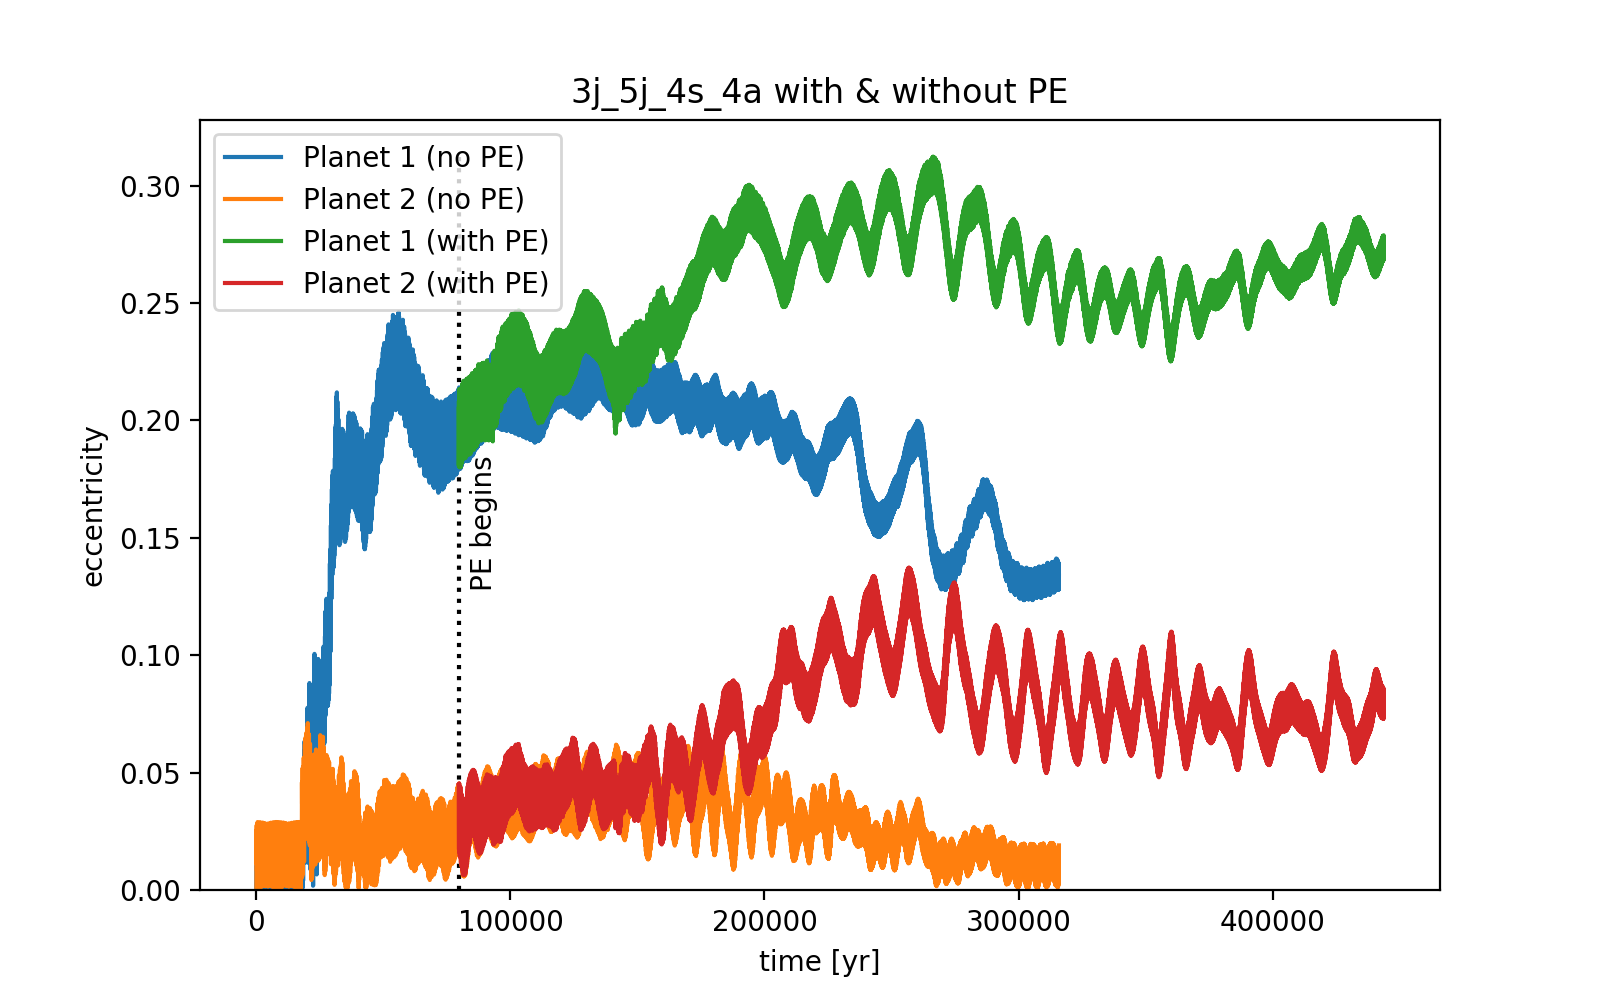 3j_5j_4s_4a with & without PE
Planet 1 (no PE)
Planet 2 (no PE)
Planet 1 (with PE)
Planet 2 (with PE)
eccentricity
0.30
0.25
0.20
0.15
0.10
0.05
0.00
PE begins
0
100000
200000
300000
400000
time [yr]